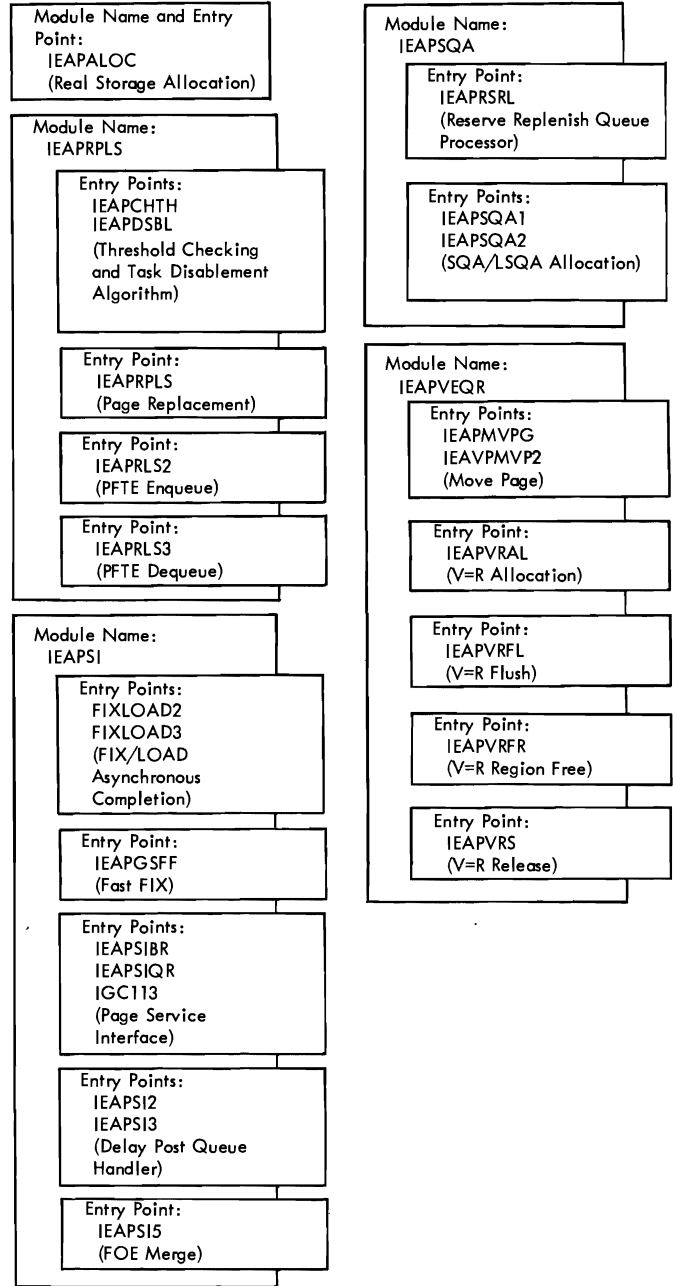 Module Name and Entry
Point:
IEAPALOC
(Real Storage Allocation)
Module Name:
IEAPRPLS
Entry Points:
IEAPCHTH
IEAPDSBL
(Threshold Checking
and Task Disablement
Algorithm)
Entry Point:
IEAPRPLS
(Page Replacement)
Entry Point:
IEAPRLS2
(PFTE Enqueue)
Entry Point:
IEAPRLS3
(PFTE Dequeue)
Module Name:
IEAPSI
Entry Points:
FIXLOAD2
FIXLOAD3
(FIX/LOAD
Asynchronous
Completion)
Entry Point:
IEAPGSFF
(Fast FIX)
Entry Points:
IEAPSIBR
IEAPSIQR
IGC113
(Page Service
Interface)
Entry Points:
IEAPSI2
IEAPSI3
(Delay Post Queue
Handler)
Entry Point:
IEAPSI5
(FOE Merge)
Module Name:
IEAPSQA
Entry Point:
IEAPRSRL
(Reserve Replenish Queue
Processor)
Entry Points:
IEAPSQA1
IEAPSQA2
(SQA/LSQA Allocation)
Module Name:
IEAPVEQR
Entry Points:
IEAPMVPG
IEAVPMVP2
(Move Page)
Entry Point:
IEAPVRAL
(V=R Allocation)
Entry Point:
IEAPVRFL
(V=R Flush)
Entry Point:
IEAPVRFR
(V=R Region Free)
Entry Point:
IEAPVRS
(V=R Release)